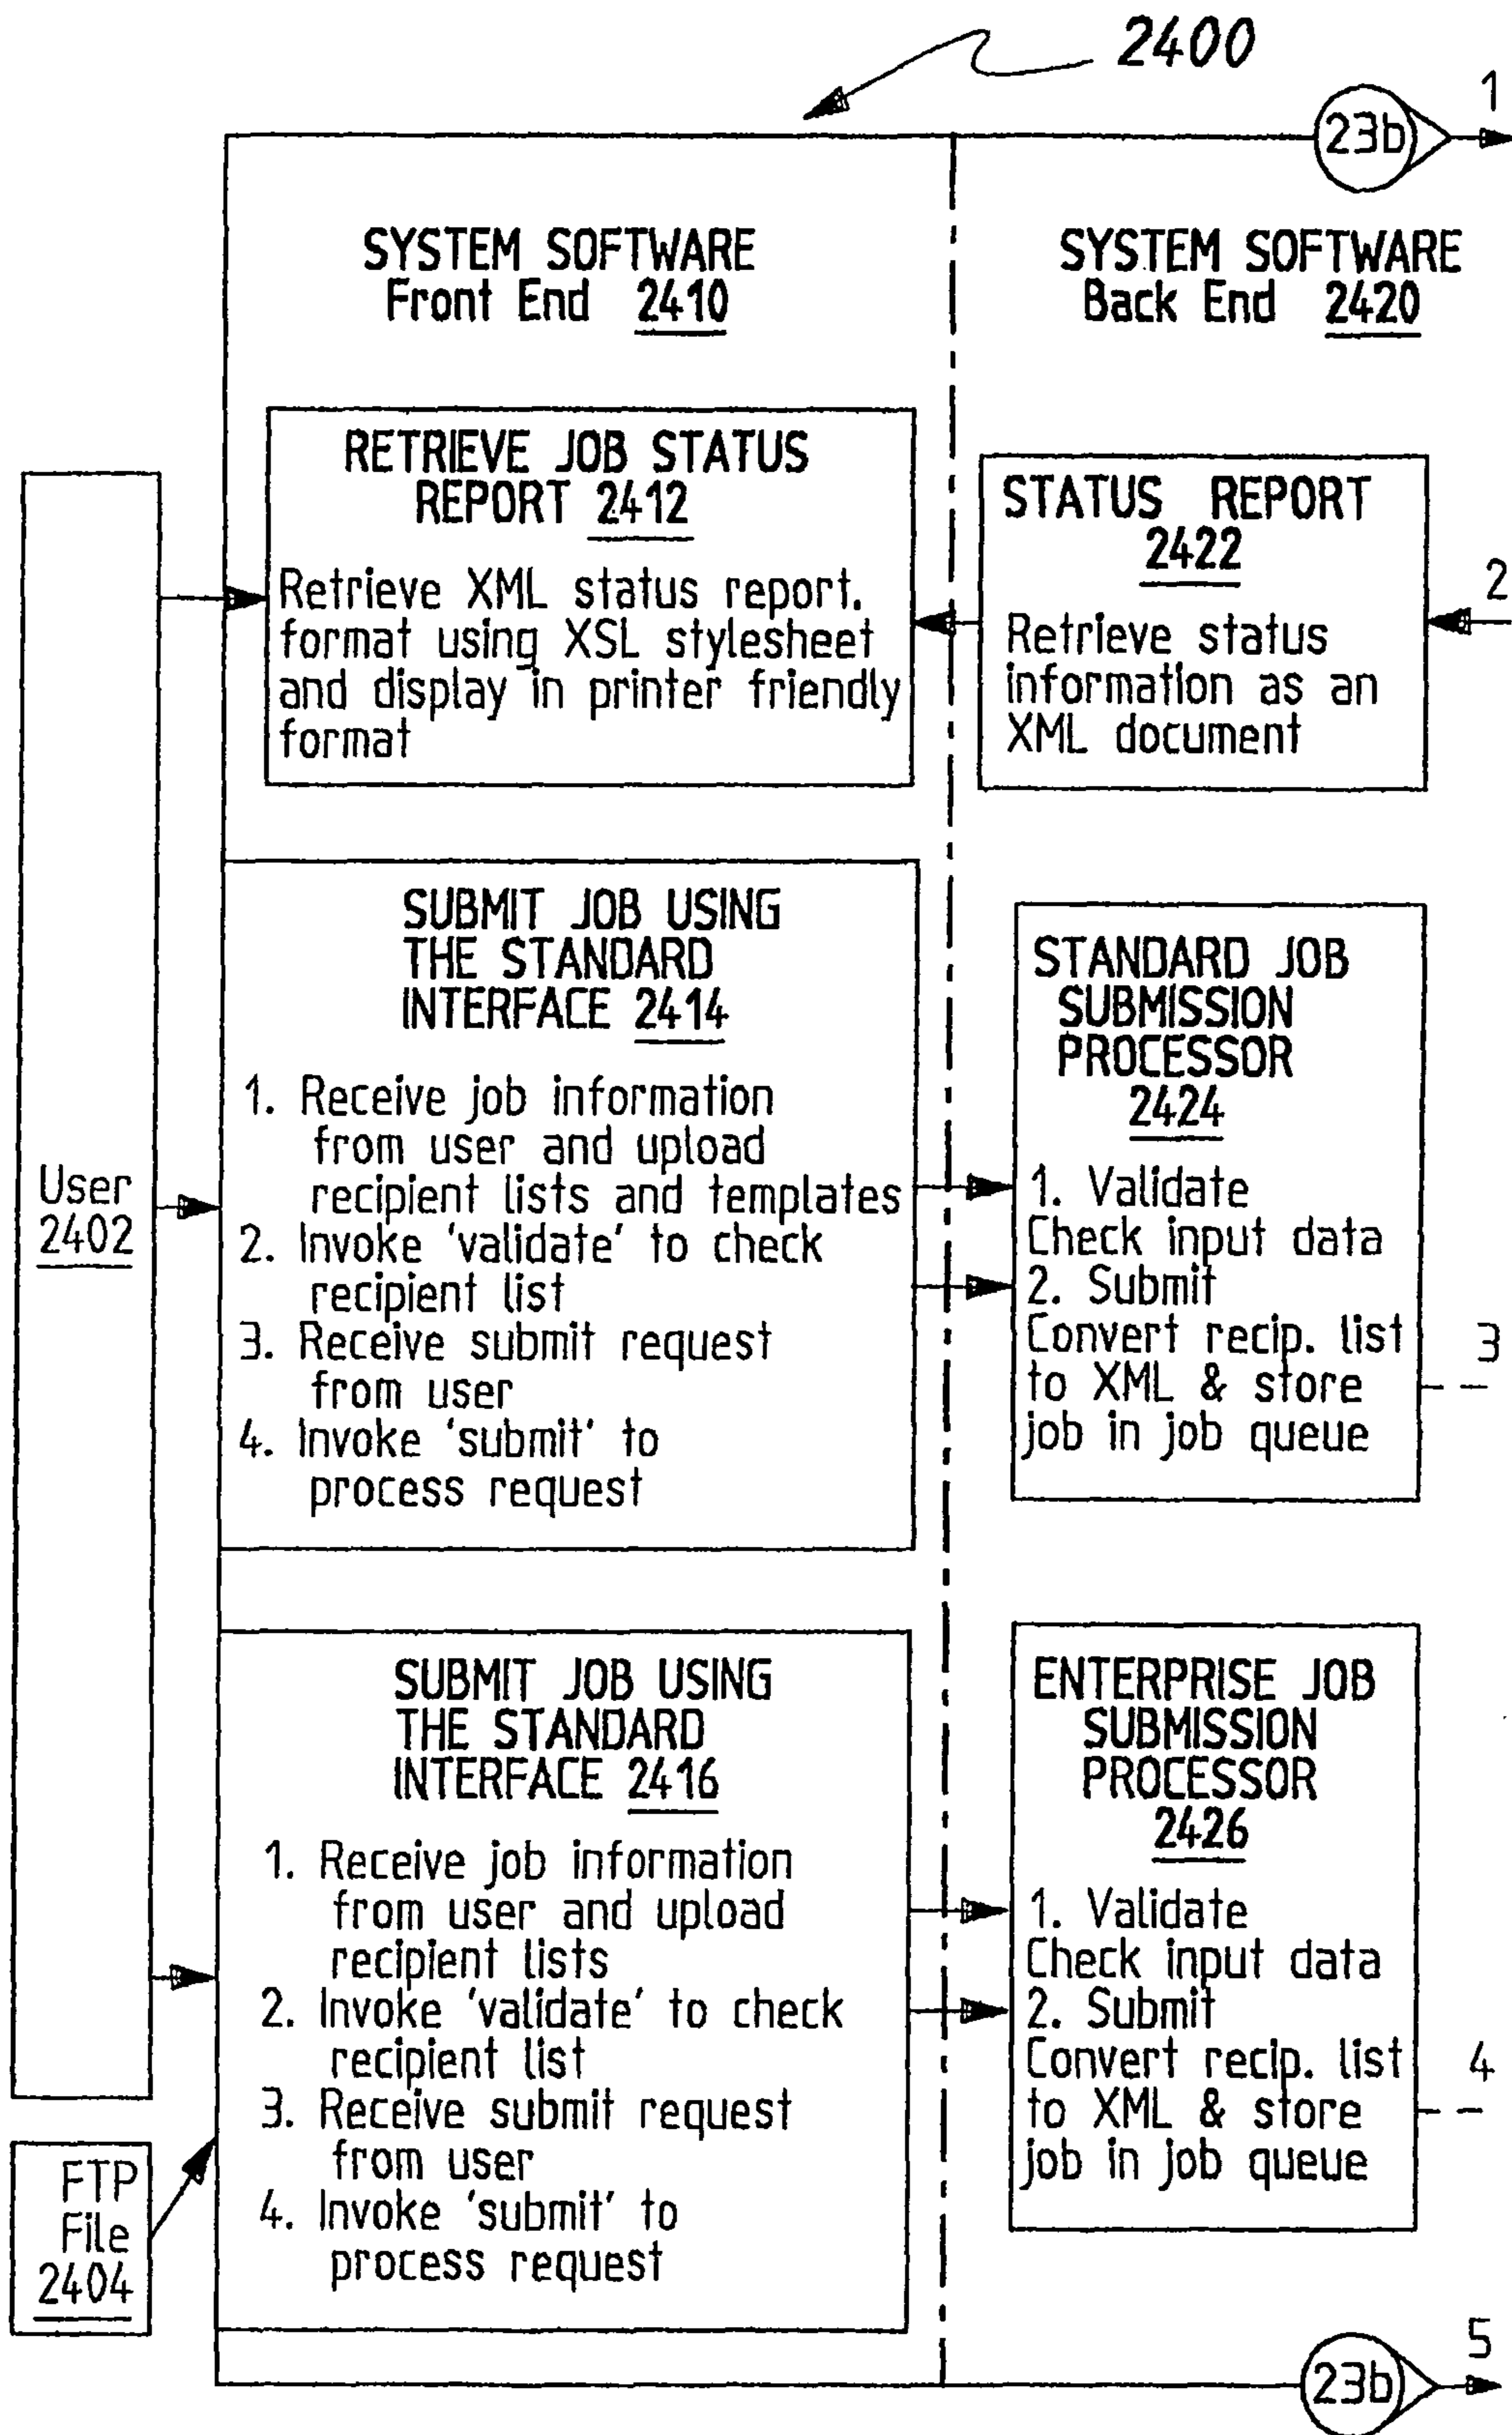 2400
23b
1
SYSTEM SOFTWARE
Front End 2410
SYSTEM SOFTWARE
Back End 2420
RETRIEVE JOB STATUS
REPORT 2412
Retrieve XML status report.
format using XSL stylesheet
and display in printer friendly
format
STATUS REPORT
2422
Retrieve status
information as an
XML document
2
User
2402
SUBMIT JOB USING
THE STANDARD
INTERFACE 2414
1. Receive job information
from user and upload
recipient lists and templates
2. Invoke 'validate' to check
recipient list
3. Receive submit request
from user
4. Invoke 'submit' to
process request
STANDARD JOB
SUBMISSION
PROCESSOR
2424
1. Validate
Check input data
2. Submit
Convert recip. list
to XML & store
job in job queue
3
SUBMIT JOB USING
THE STANDARD
INTERFACE 2416
1. Receive job information
from user and upload
recipient lists
2. Invoke 'validate' to check
recipient list
3. Receive submit request
from user
4. Invoke 'submit' to
process request
ENTERPRISE JOB
SUBMISSION
PROCESSOR
2426
1. Validate
Check input data
2. Submit
Convert recip. list
to XML & store
job in job queue
4
FTP
File
2404
23b
5